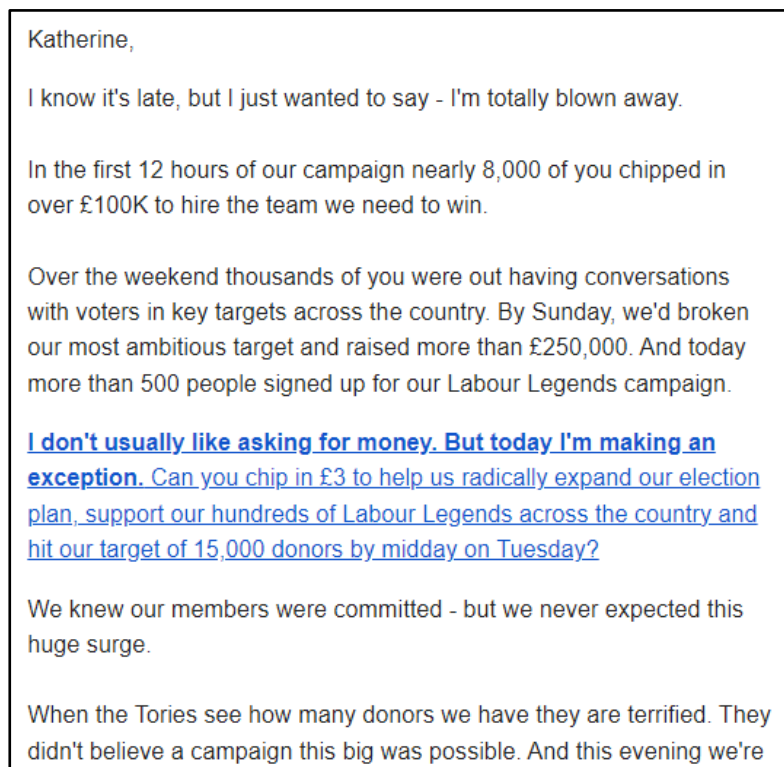 Katherine,
I know it's late, but I just wanted to say - I'm totally blown away.
In the first 12 hours of our campaign nearly 8,000 of you chipped in
over £100K to hire the team we need to win.
Over the weekend thousands of you were out having conversations
with voters in key targets across the country. By Sunday, we'd broken
our most ambitious target and raised more than £250,000. And today
more than 500 people signed up for our Labour Legends campaign.
I don't usually like asking for money. But today I'm making an
exception. Can you chip in £3 to help us radically expand our election
plan, support our hundreds of Labour Legends across the country and
hit our target of 15,000 donors by midday on Tuesday?
We knew our members were committed - but we never expected this
huge surge.
When the Tories see how many donors we have they are terrified. They
didn't believe a campaign this big was possible. And this evening we're